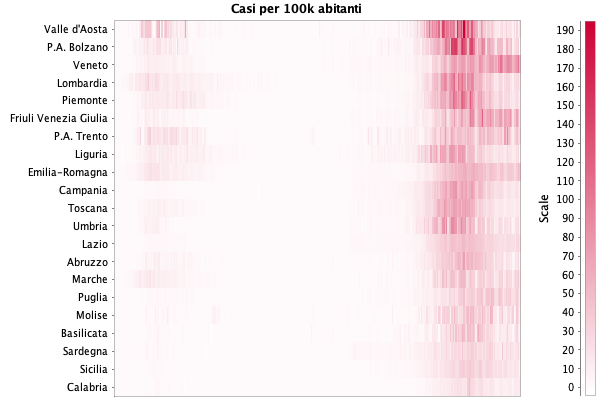 Casi per 100k abitanti
Valle d'Aosta
P.A. Bolzano
Veneto
Lombardia
Piemonte
Friuli Venezia Giulia
P.A. Trento
Liguria
Emilia-Romagna
Campania
Toscana
Umbria
Lazio
Abruzzo
Marche
Puglia
Molise
Basilicata
Sardegna
Sicilia
Calabria
Scale
190
180
170
160
150
140
130
120
110
100
90
80
70
60
50
40
30
20
10
0